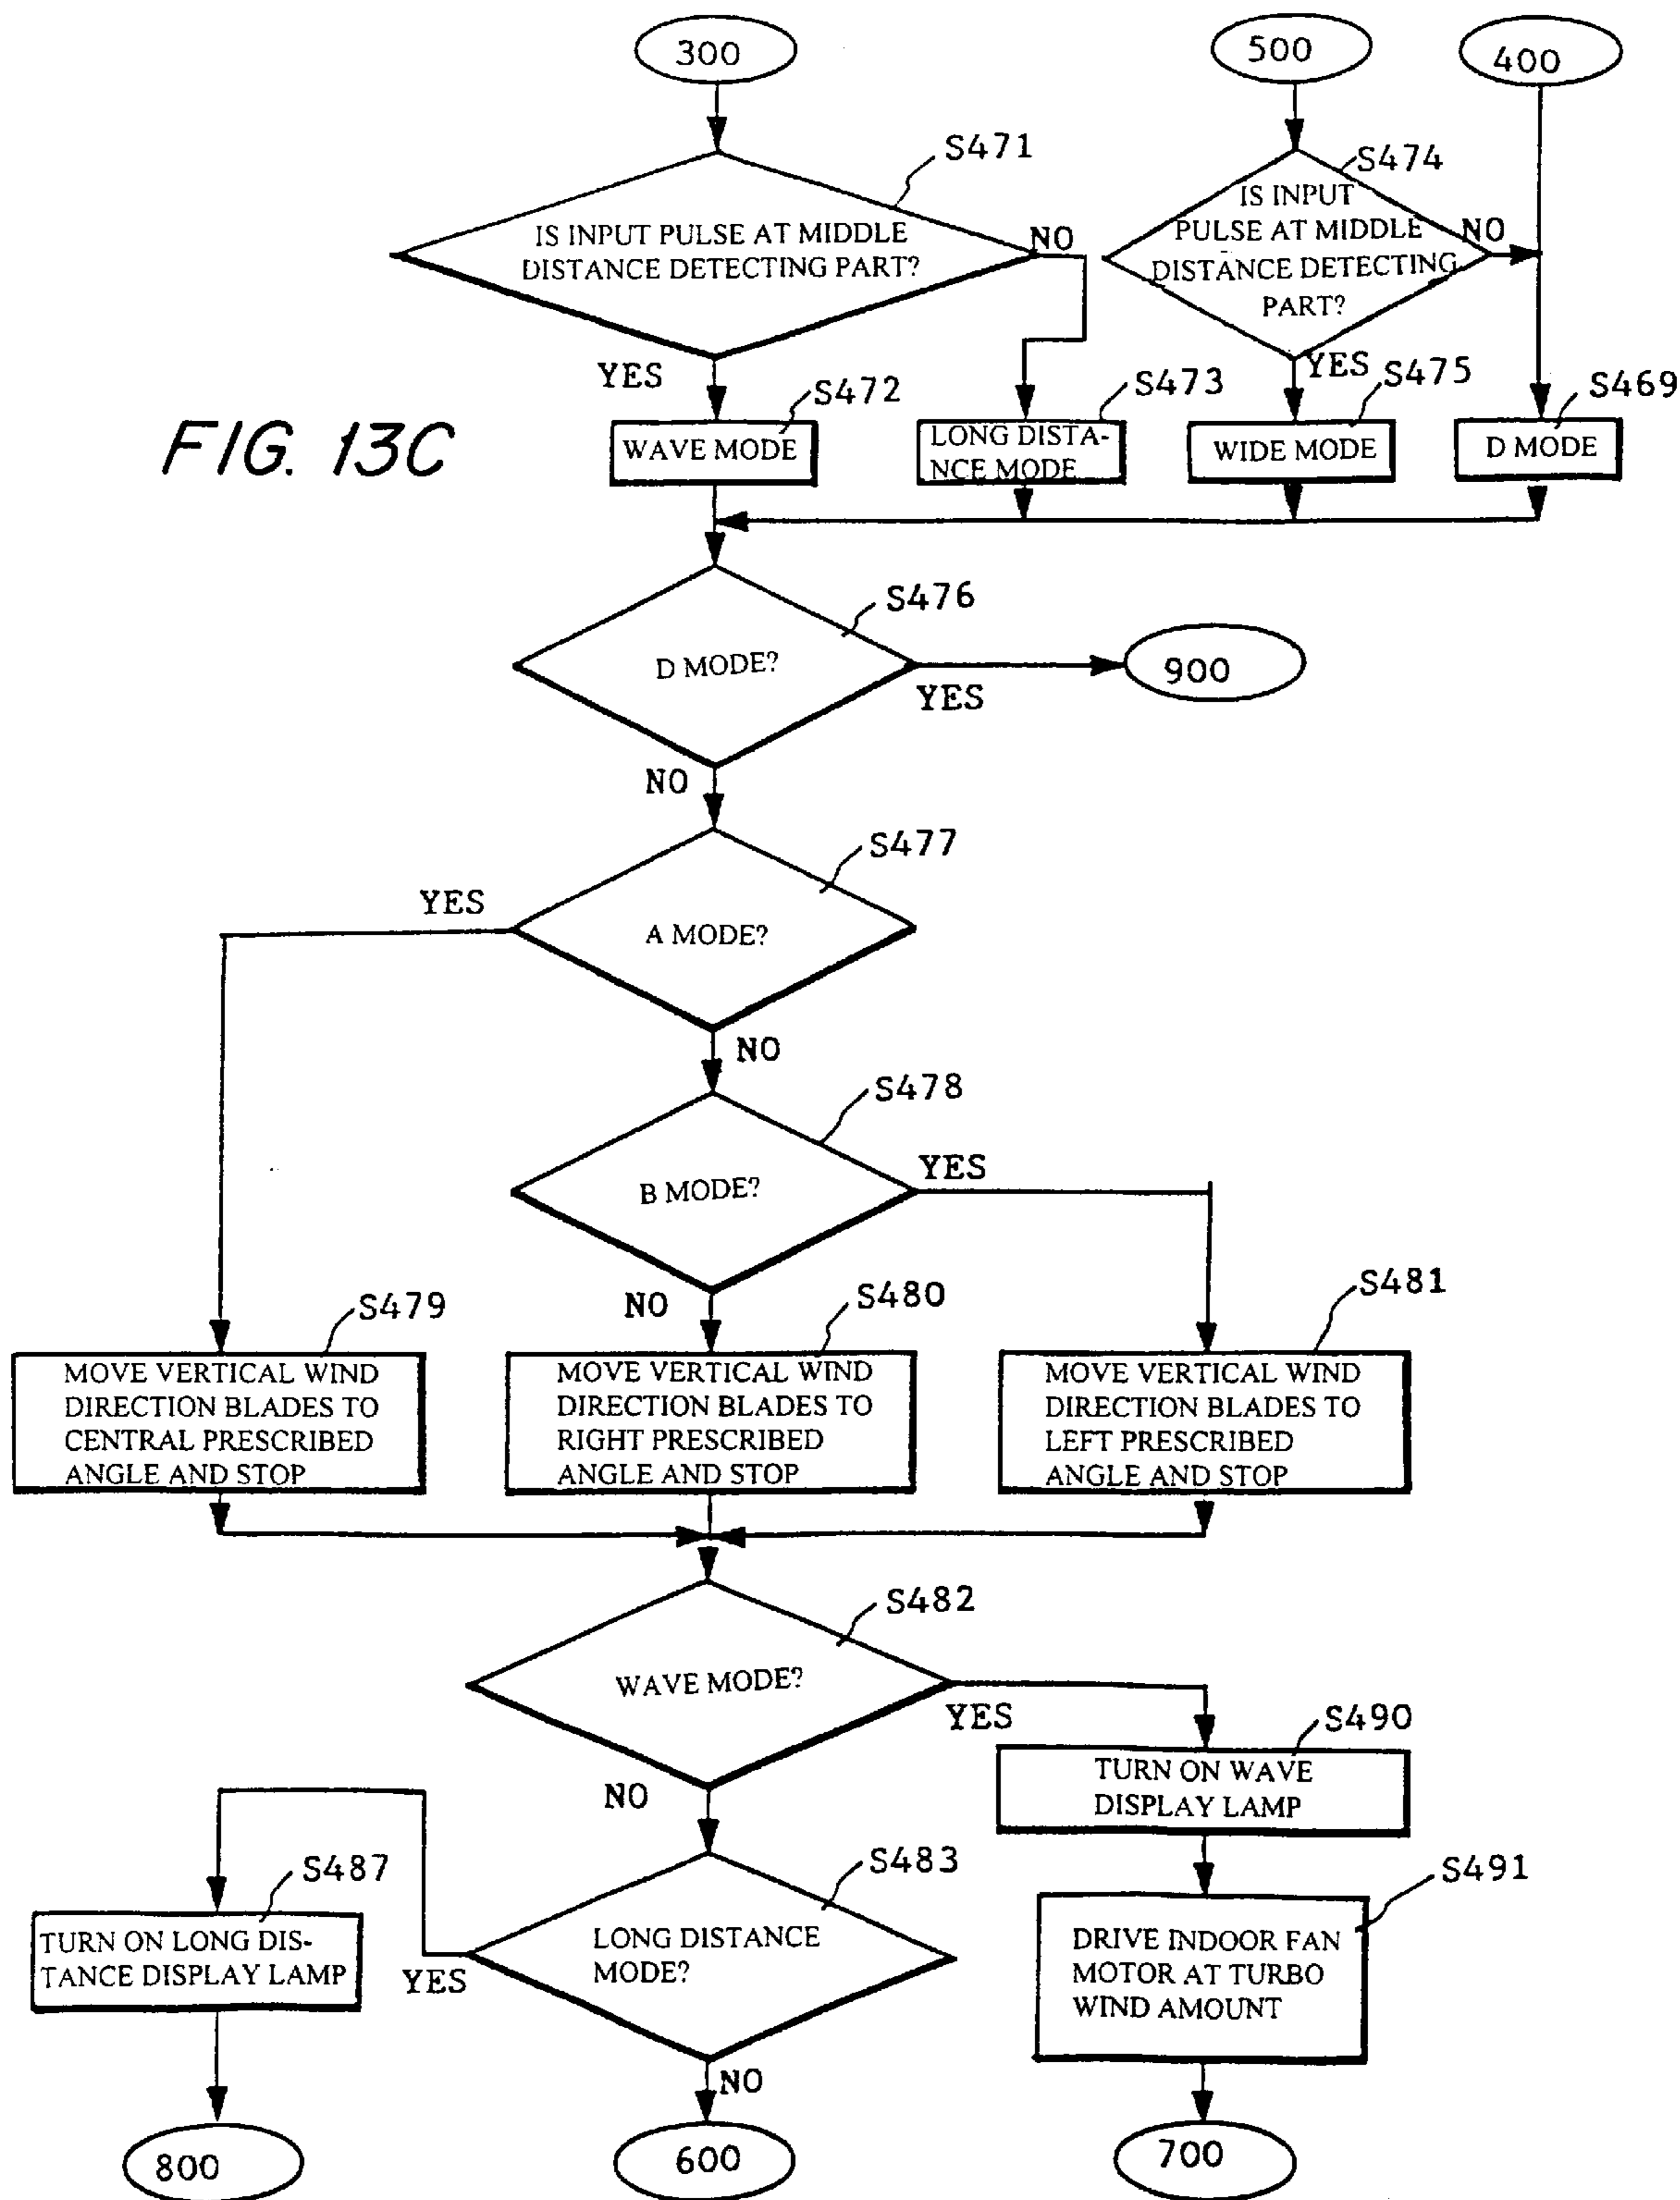 300
500
400
S471
S474
IS INPUT PULSE AT MIDDLE
DISTANCE DETECTING PART?
NO
IS INPUT
PULSE AT MIDDLE
DISTANCE DETECTING
PART?
NO
YES
S472
S473
YES
S475
S469
FIG. 13C
WAVE MODE
LONG DISTA-
NCE MODE
WIDE MODE
D MODE
S476
D MODE?
YES
900
NO
S477
YES
A MODE?
NO
S478
YES
B MODE?
NO
S479
S480
S481
MOVE VERTICAL WIND
DIRECTION BLADES TO
CENTRAL PRESCRIBED
ANGLE AND STOP
MOVE VERTICAL WIND
DIRECTION BLADES TO
RIGHT PRESCRIBED
ANGLE AND STOP
MOVE VERTICAL WIND
DIRECTION BLADES TO
LEFT PRESCRIBED
ANGLE AND STOP
S482
WAVE MODE?
YES
NO
S490
TURN ON WAVE
DISPLAY LAMP
S483
S487
S491
TURN ON LONG DIS-
TANCE DISPLAY LAMP
YES
LONG DISTANCE
MODE?
DRIVE INDOOR FAN
MOTOR AT TURBO
WIND AMOUNT
NO
800
600
700